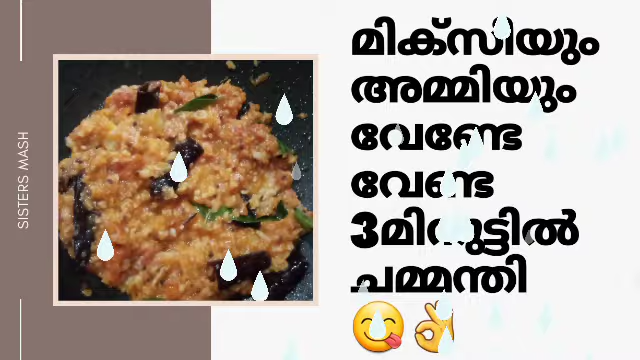 SISTERS MASH
മിക്സിയും
അമ്മിയും
വേണ്ടേ
വേണ്ട
3മിനുട്ടിൽ
ചമ്മന്തി
😋👌